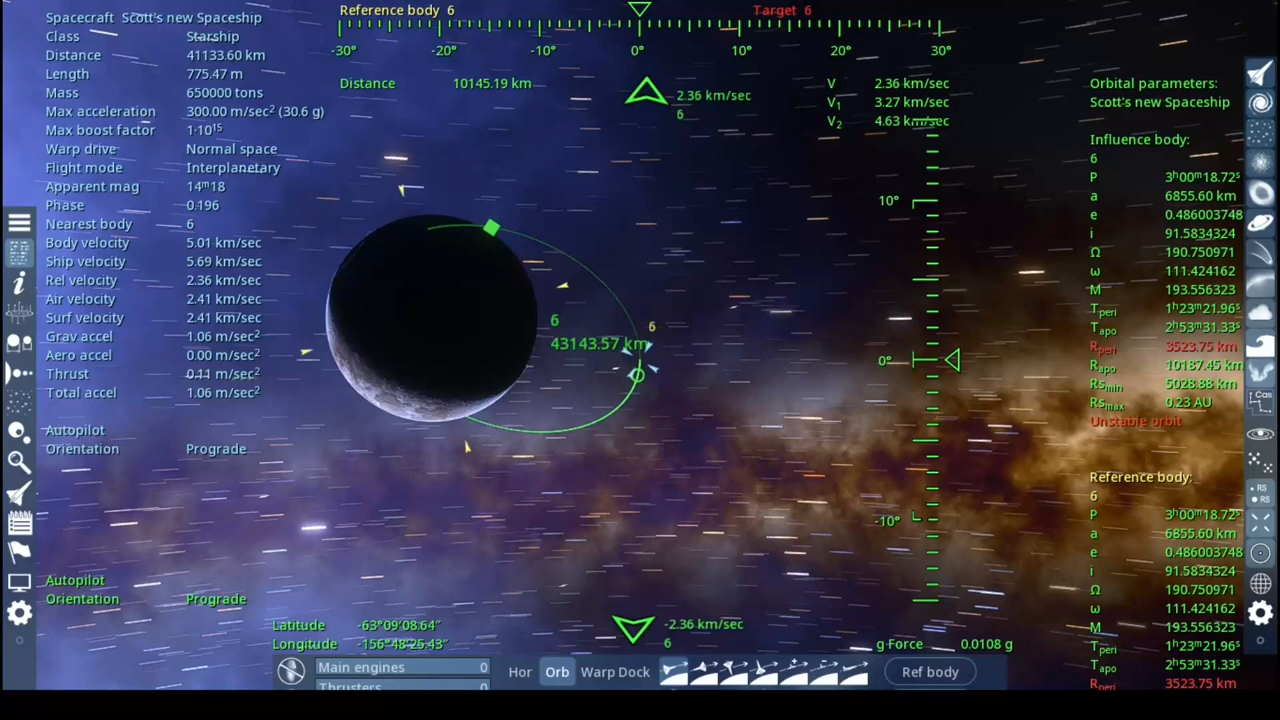 Spacecraft Scott's new Spaceship
Class Starship
Distance 41133.60 km
Length 775.47 m
Mass 650000 tons
Max acceleration 300.00 m/sec² (30.6 g)
Max boost factor 1·10¹⁵
Warp drive Normal space
Flight mode Interplanetary
Apparent mag 14ᵐ18
Phase 0.196
Nearest body 6
Body velocity 5.01 km/sec
Ship velocity 5.69 km/sec
Rel velocity 2.36 km/sec
Air velocity 2.41 km/sec
Surf velocity 2.41 km/sec
Grav accel 1.06 m/sec²
Aero accel 0.00 m/sec²
Thrust 0.11 m/sec²
Total accel 1.06 m/sec²
Autopilot
Orientation Prograde
Autopilot
Orientation Prograde
Reference body 6
Target 6
-30° -20° -10° 0° 10° 20° 30°
Distance 10145.19 km
2.36 km/sec
6
V 2.36 km/sec
V₁ 3.27 km/sec
V₂ 4.63 km/sec
10°
0°
-10°
6
6
43143.57 km
Latitude -63°09'08.64"
Longitude -156°48'25.43"
-2.36 km/sec
6
g Force 0.0108 g
Main engines 0
Thrusters 0
Hor Orb Warp Dock
Ref body
Orbital parameters:
Scott's new Spaceship
Influence body:
6
P 3ʰ00ᵐ18.72ˢ
a 6855.60 km
e 0.486003748
i 91.5834324
Ω 190.750971
ω 111.424162
M 193.556323
Tperi 1ʰ23ᵐ21.96ˢ
Tapo 2ʰ53ᵐ31.33ˢ
Rperi 3523.75 km
Rapo 10187.45 km
Rsmin 5028.88 km
Rsmax 0.23 AU
Unstable orbit
Reference body:
6
P 3ʰ00ᵐ18.72ˢ
a 6855.60 km
e 0.486003748
i 91.5834324
Ω 190.750971
ω 111.424162
M 193.556323
Tperi 1ʰ23ᵐ21.96ˢ
Tapo 2ʰ53ᵐ31.33ˢ
Rperi 3523.75 km
RS
RS